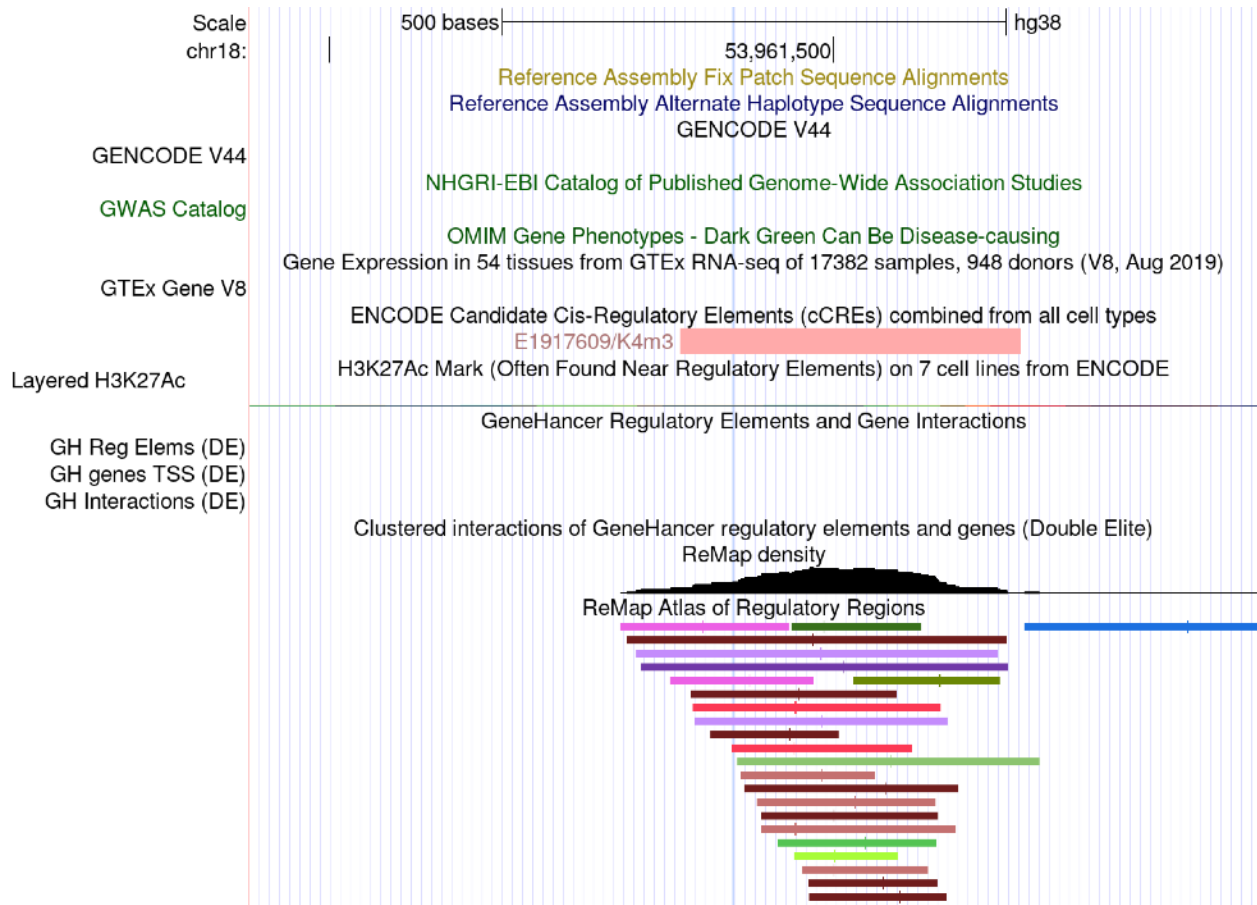 Scale 500 bases hg38
chr18: 53,961,500
Reference Assembly Fix Patch Sequence Alignments
Reference Assembly Alternate Haplotype Sequence Alignments
GENCODE V44
GENCODE V44
NHGRI-EBI Catalog of Published Genome-Wide Association Studies
GWAS Catalog
OMIM Gene Phenotypes - Dark Green Can Be Disease-causing
Gene Expression in 54 tissues from GTEx RNA-seq of 17382 samples, 948 donors (V8, Aug 2019)
GTEx Gene V8
ENCODE Candidate Cis-Regulatory Elements (cCREs) combined from all cell types
E1917609/K4m3
H3K27Ac Mark (Often Found Near Regulatory Elements) on 7 cell lines from ENCODE
Layered H3K27Ac
GeneHancer Regulatory Elements and Gene Interactions
GH Reg Elems (DE)
GH genes TSS (DE)
GH Interactions (DE)
Clustered interactions of GeneHancer regulatory elements and genes (Double Elite)
ReMap density
ReMap Atlas of Regulatory Regions